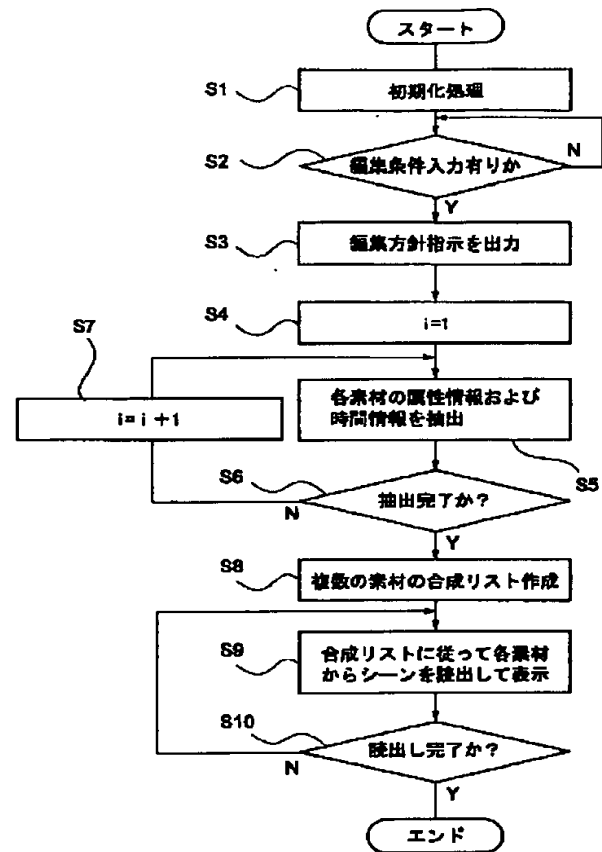 スタート
S1
初期化処理
S2
編集条件入力有りか
N
Y
S3
編集方針指示を出力
S4
i=1
S7
i=i+1
各素材の属性情報および
時間情報を抽出
S5
S6
抽出完了か?
N
Y
S8
複数の素材の合成リスト作成
S9
合成リストに従って各素材
からシーンを読出して表示
S10
読出し完了か?
N
Y
エンド